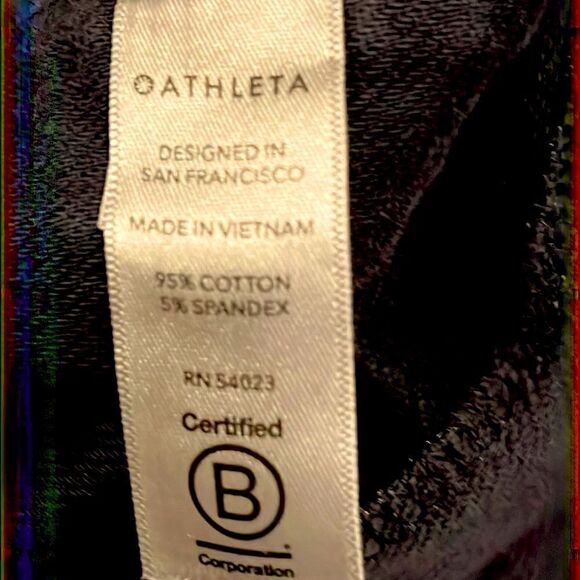 ATHLETA
DESIGNED IN
SAN FRANCISCO
MADE IN VIETNAM
95% COTTON
5% SPANDEX
RN 54023
Certified
B
Corporation